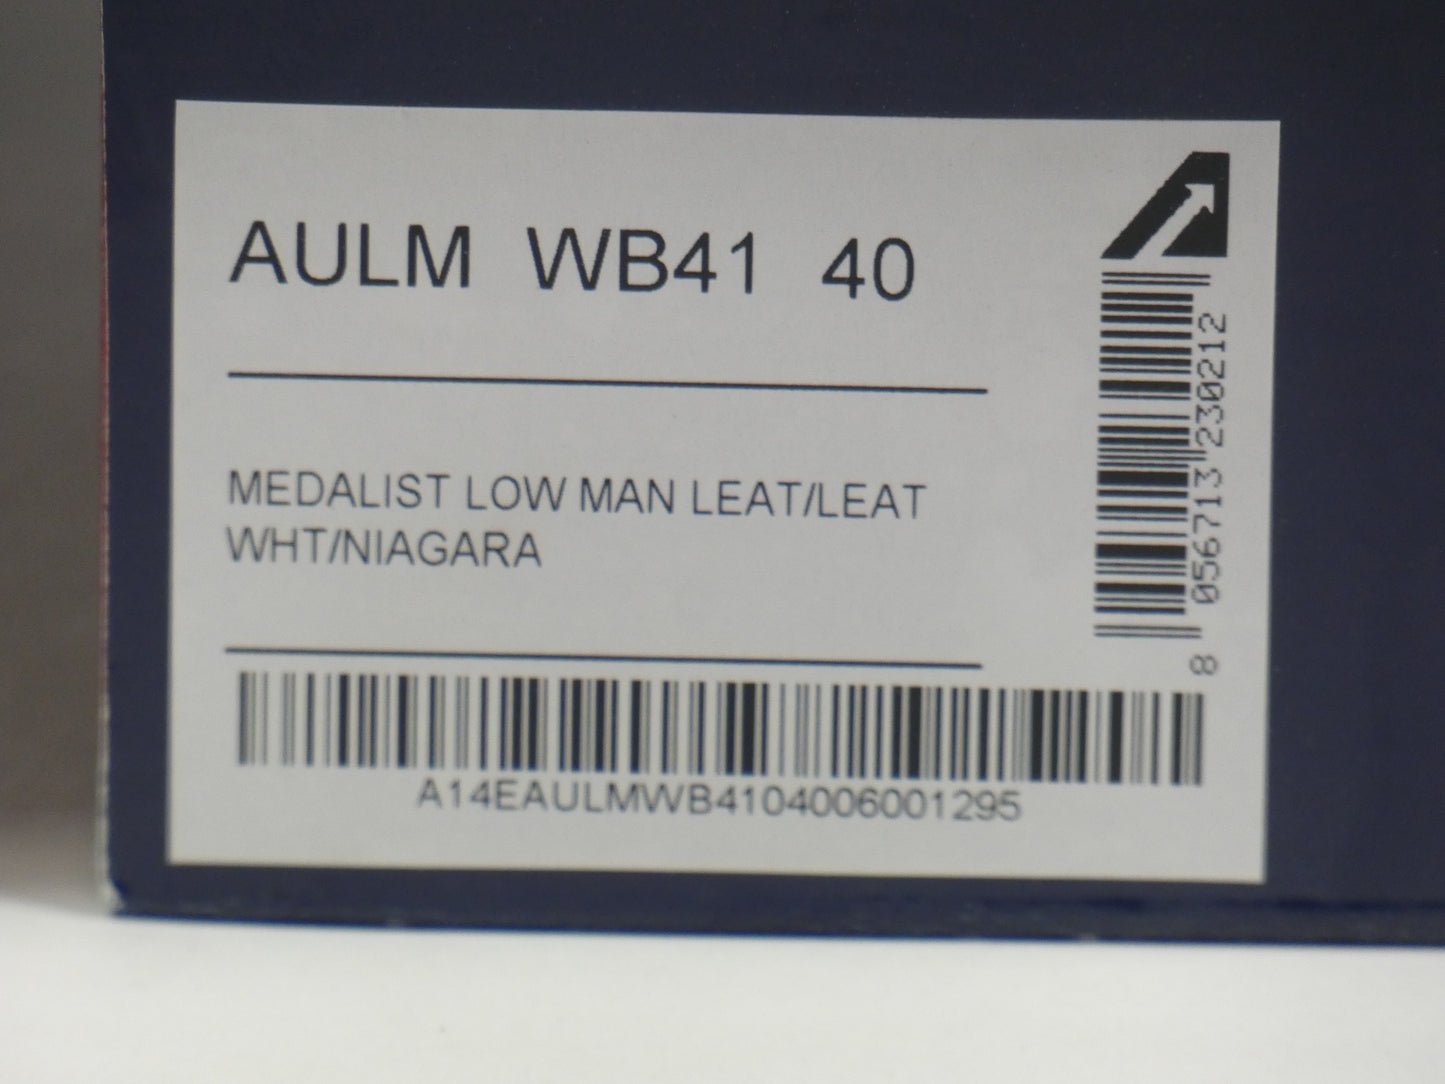 AULM WB41 40
MEDALIST LOW MAN LEAT/LEAT
WHT/NIAGARA
A14EAULMWB4104006001295
8 056713 230212